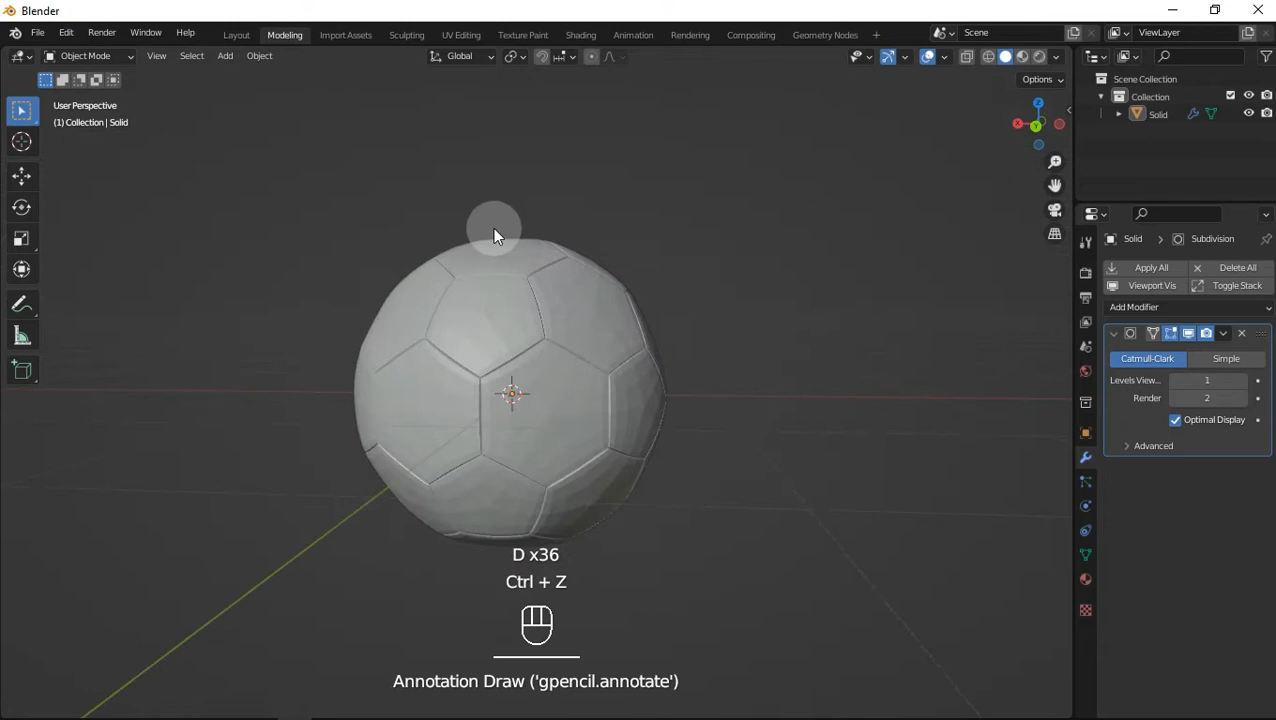 Blender
File Edit Render Window Help Layout Modeling Import Assets Sculpting UV Editing Texture Paint Shading Animation Rendering Compositing Geometry Nodes + Scene ViewLayer
Object Mode View Select Add Object Global
Options
User Perspective
(1) Collection | Solid
Z
X
Y
Scene Collection
Collection
Solid
Solid > Subdivision
Apply All Delete All
Viewport Vis Toggle Stack
Add Modifier
Catmull-Clark Simple
Levels View... 1
Render 2
Optimal Display
Advanced
D x36
Ctrl + Z
Annotation Draw ('gpencil.annotate')